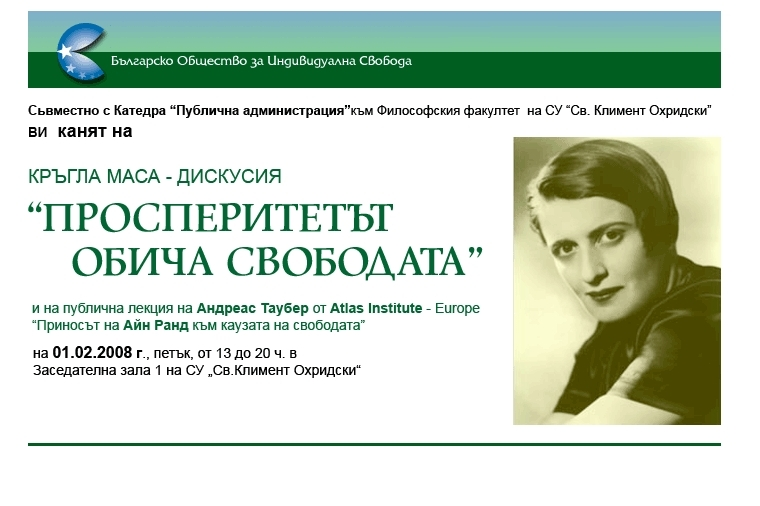 Българско Общество за Индивидуална Свобода
Съвместно с Катедра “Публична администрация”към Философския факултет на СУ “Св. Климент Охридски”
ви канят на
КРЪГЛА МАСА - ДИСКУСИЯ
“ПРОСПЕРИТЕТЪТ
ОБИЧА СВОБОДАТА”
и на публична лекция на Андреас Таубер от Atlas Institute - Europe
“Приносът на Айн Ранд към каузата на свободата”
на 01.02.2008 г., петък, от 13 до 20 ч. в
Заседателна зала 1 на СУ „Св.Климент Охридски“